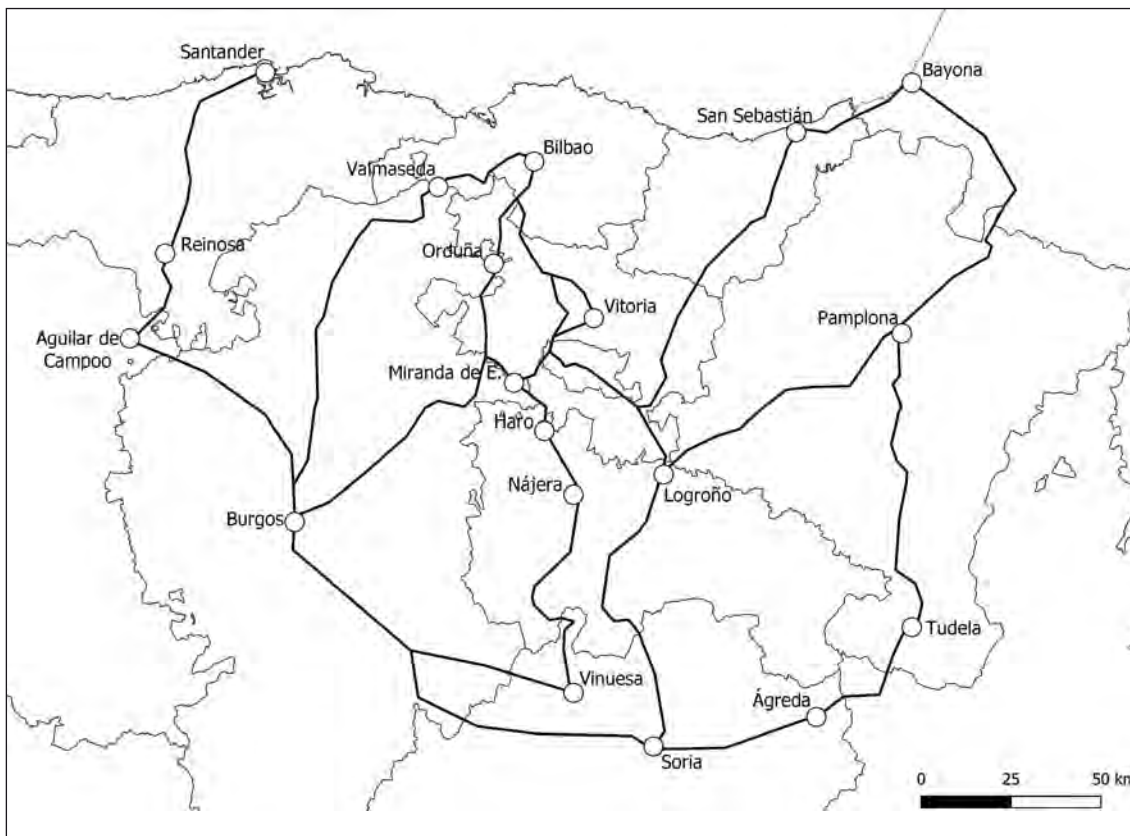 Santander
Bayona
San Sebastián
Bilbao
Valmaseda
Reinosa
Orduña
Vitoria
Pamplona
Aguilar de
Campoo
Miranda de E.
Haro
Nájera
Logroño
Burgos
Tudela
Vinuesa
Ágreda
Soria
0 25 50 km